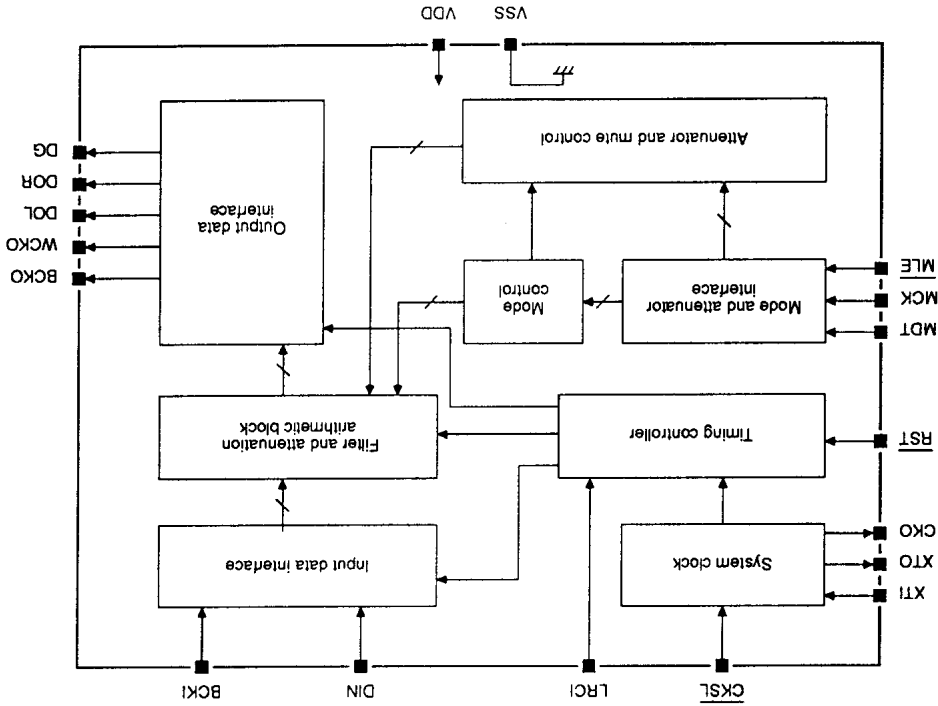 CKSL
LRCI
DIN
BCKI
XTI
XTO
CKO
System clock
Input data interface
RST
Timing controller
Filter and attenuation
arithmetic block
MDT
MCK
MLE
Mode and attenuator
interface
Mode
control
Output data
interface
BCKO
WCKO
DOL
DOR
DG
Attenuator and mute control
VSS
VDD